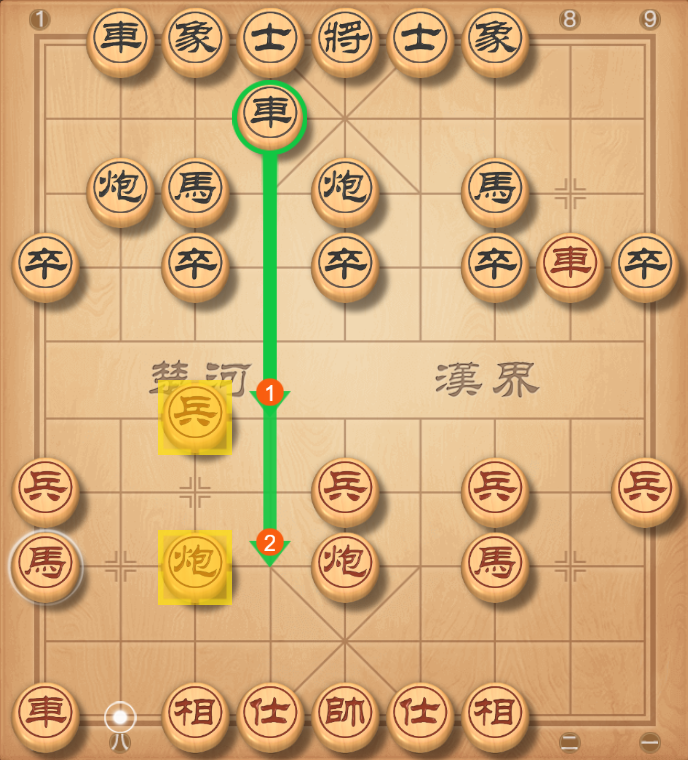 1 8 9
車 象 士 將 士 象
車
炮 馬 炮 馬
卒 卒 卒 卒 車 卒
楚河 漢界
1
兵
兵 兵 兵 兵
2
馬 炮 炮 馬
車 相 仕 帥 仕 相
八 二 一